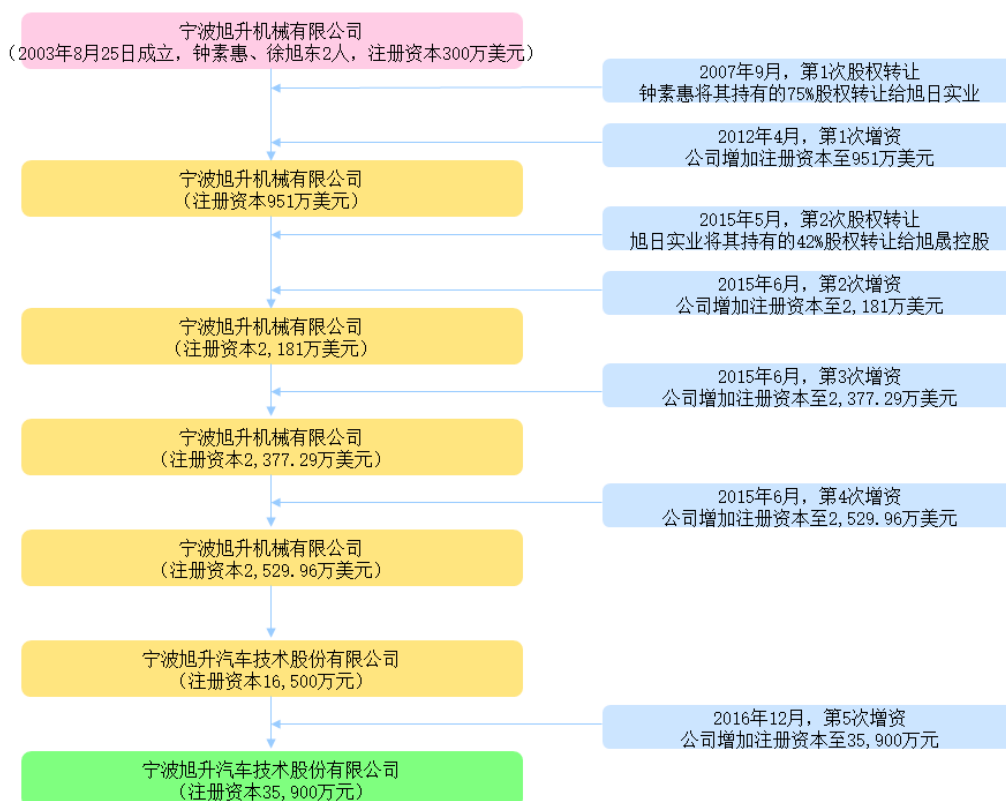 宁波旭升机械有限公司
（2003年8月25日成立，钟素惠、徐旭东2人，注册资本300万美元）
2007年9月，第1次股权转让
钟素惠将其持有的75%股权转让给旭日实业
2012年4月，第1次增资
公司增加注册资本至951万美元
宁波旭升机械有限公司
（注册资本951万美元）
2015年5月，第2次股权转让
旭日实业将其持有的42%股权转让给旭晟控股
2015年6月，第2次增资
公司增加注册资本至2,181万美元
宁波旭升机械有限公司
（注册资本2,181万美元）
2015年6月，第3次增资
公司增加注册资本至2,377.29万美元
宁波旭升机械有限公司
（注册资本2,377.29万美元）
2015年6月，第4次增资
公司增加注册资本至2,529.96万美元
宁波旭升机械有限公司
（注册资本2,529.96万美元）
宁波旭升汽车技术股份有限公司
（注册资本16,500万元）
2016年12月，第5次增资
公司增加注册资本至35,900万元
宁波旭升汽车技术股份有限公司
（注册资本35,900万元）